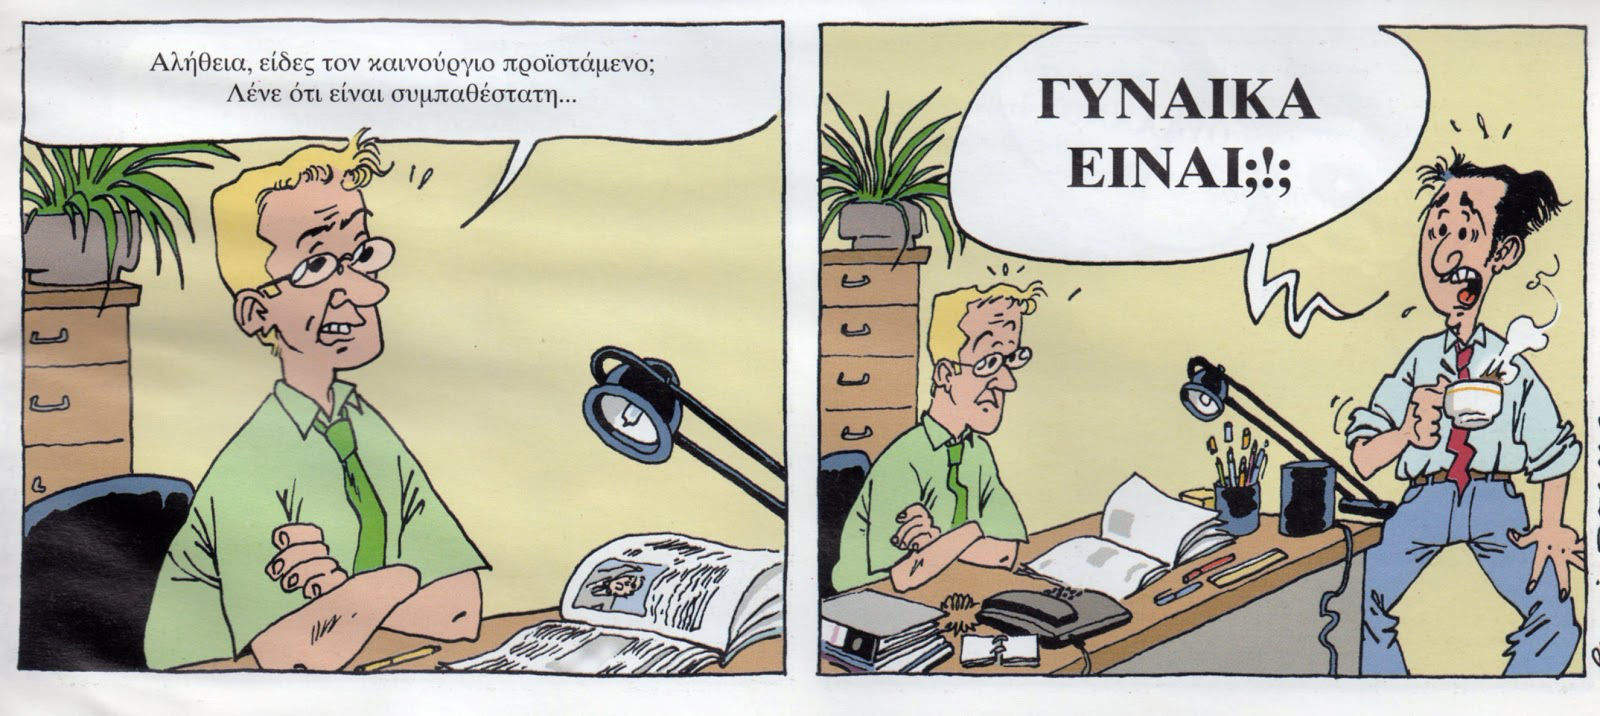 Αλήθεια, είδες τον καινούργιο προϊστάμενο;
Λένε ότι είναι συμπαθέστατη...
ΓΥΝΑΙΚΑ
ΕΙΝΑΙ;!;